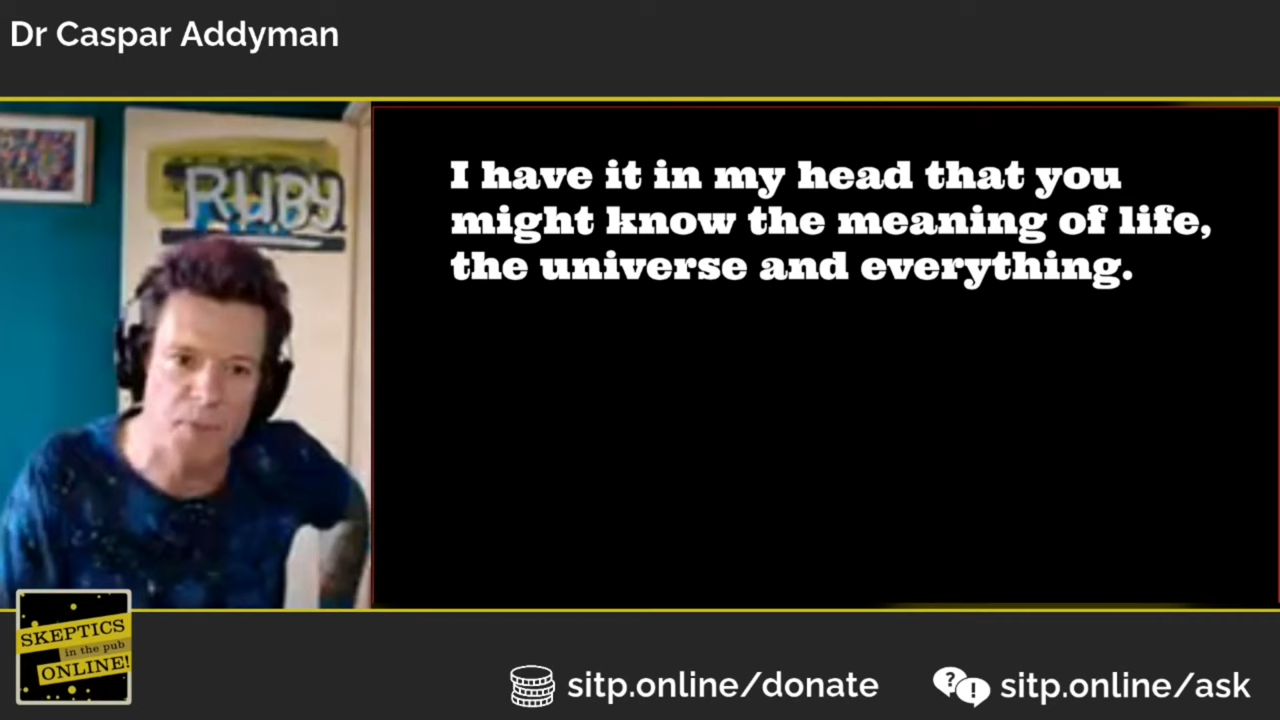 Dr Caspar Addyman
RUBY
I have it in my head that you
might know the meaning of life,
the universe and everything.
SKEPTICS
in the pub
ONLINE!
sitp.online/donate
? !
sitp.online/ask